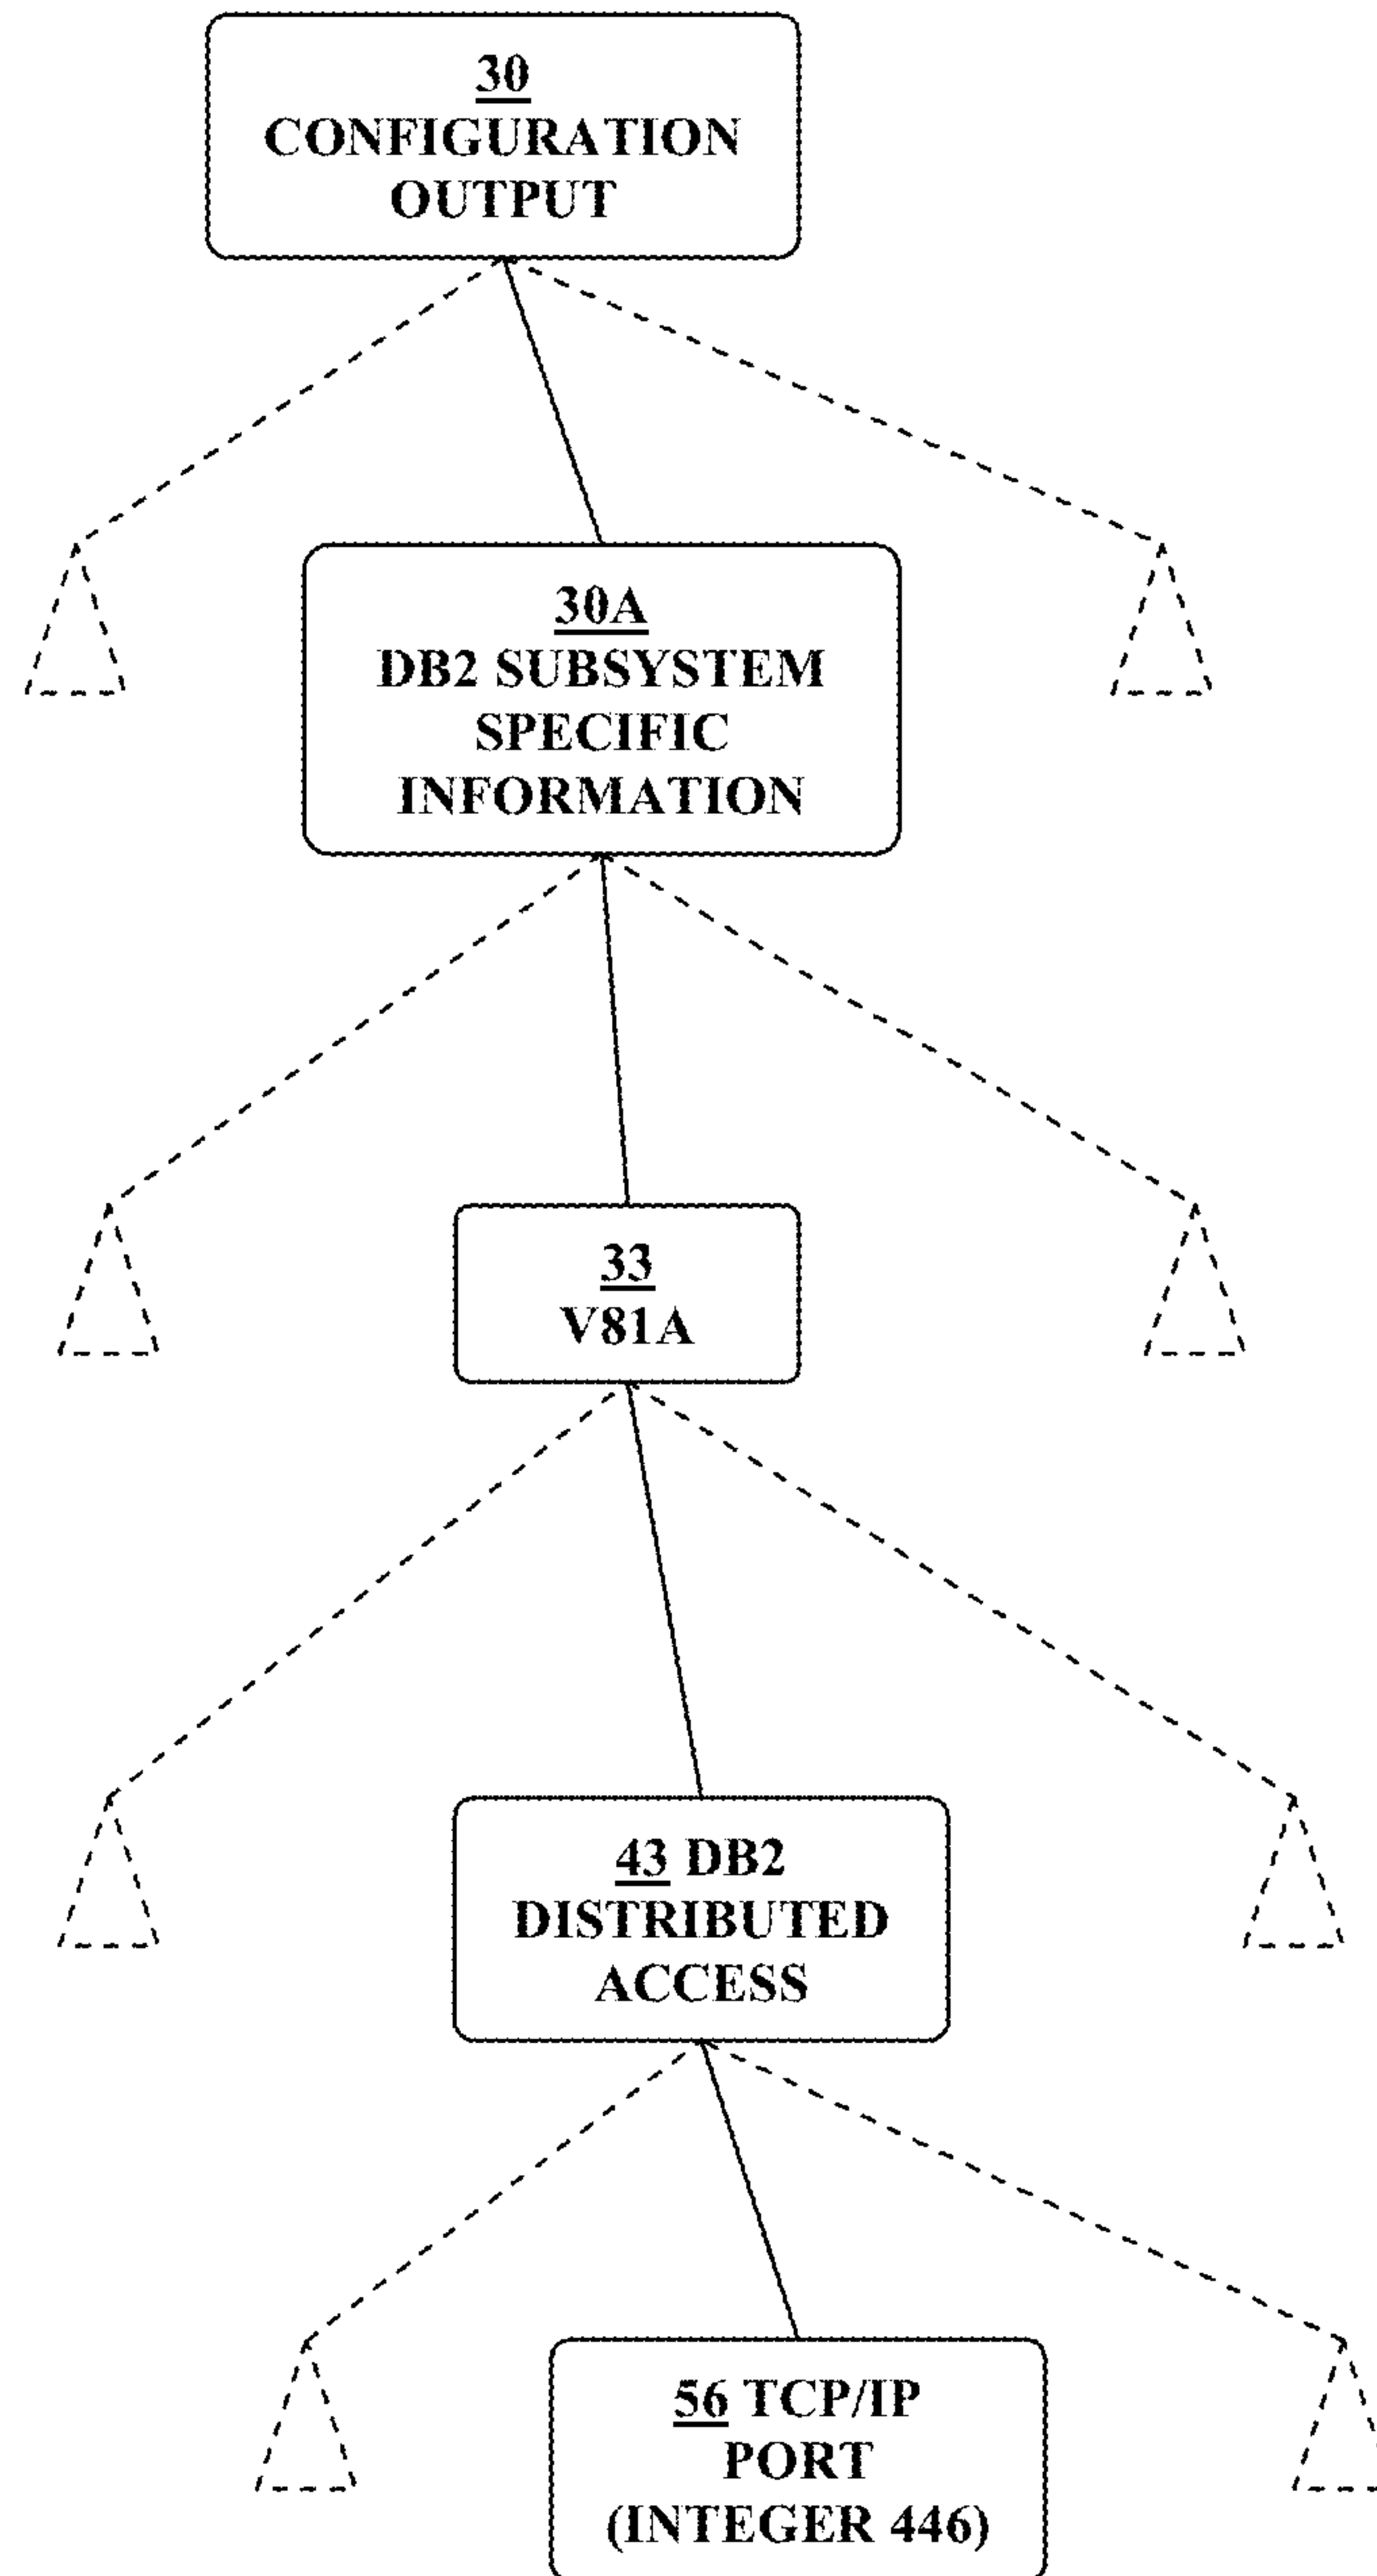 30
CONFIGURATION
OUTPUT
30A
DB2 SUBSYSTEM
SPECIFIC
INFORMATION
33
V81A
43 DB2
DISTRIBUTED
ACCESS
56 TCP/IP
PORT
(INTEGER 446)